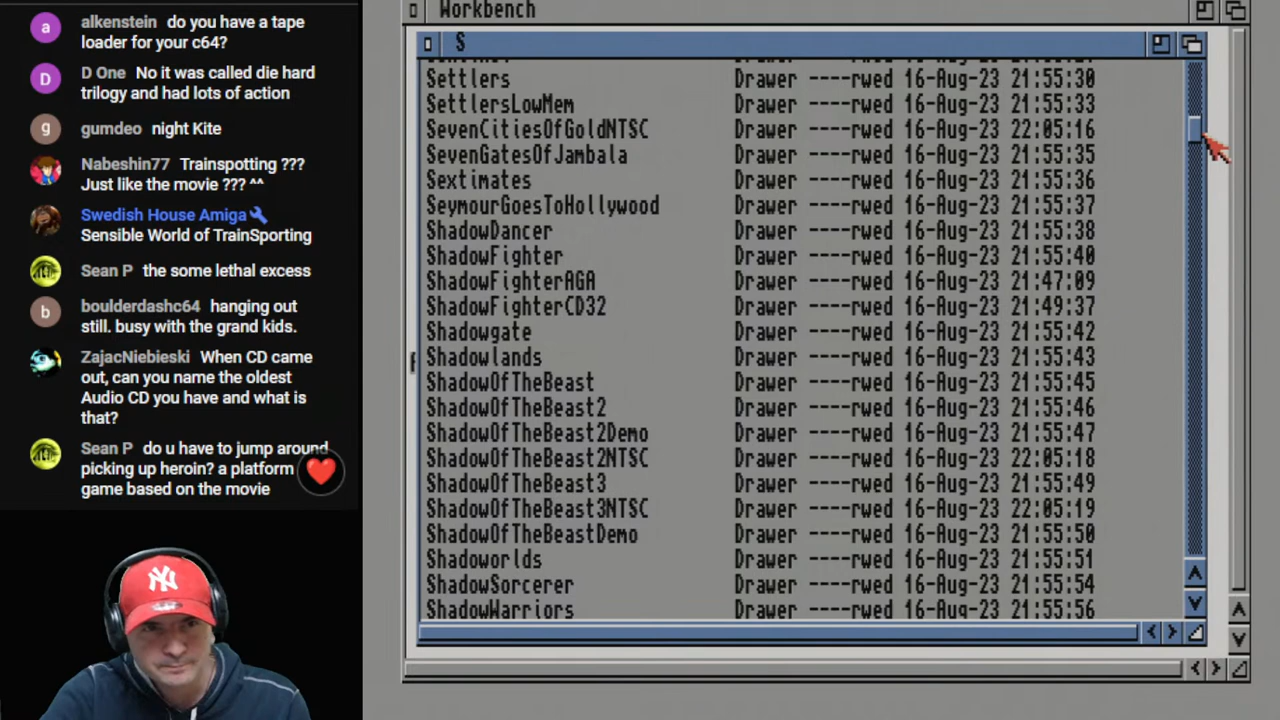 a alkenstein do you have a tape
loader for your c64?
D D One No it was called die hard
trilogy and had lots of action
g gumdeo night Kite
Nabeshin77 Trainspotting ???
Just like the movie ??? ^^
Swedish House Amiga
Sensible World of TrainSporting
Sean P the some lethal excess
b boulderdashc64 hanging out
still. busy with the grand kids.
ZajacNiebieski When CD came
out, can you name the oldest
Audio CD you have and what is
that?
Sean P do u have to jump around
picking up heroin? a platform
game based on the movie
Workbench
S
Settlers Drawer ----rwed 16-Aug-23 21:55:30
SettlersLowMem Drawer ----rwed 16-Aug-23 21:55:33
SevenCitiesOfGoldNTSC Drawer ----rwed 16-Aug-23 22:05:16
SevenGatesOfJambala Drawer ----rwed 16-Aug-23 21:55:35
Sextimates Drawer ----rwed 16-Aug-23 21:55:36
SeymourGoesToHollywood Drawer ----rwed 16-Aug-23 21:55:37
ShadowDancer Drawer ----rwed 16-Aug-23 21:55:38
ShadowFighter Drawer ----rwed 16-Aug-23 21:55:40
ShadowFighterAGA Drawer ----rwed 16-Aug-23 21:47:09
ShadowFighterCD32 Drawer ----rwed 16-Aug-23 21:49:37
Shadowgate Drawer ----rwed 16-Aug-23 21:55:42
Shadowlands Drawer ----rwed 16-Aug-23 21:55:43
ShadowOfTheBeast Drawer ----rwed 16-Aug-23 21:55:45
ShadowOfTheBeast2 Drawer ----rwed 16-Aug-23 21:55:46
ShadowOfTheBeast2Demo Drawer ----rwed 16-Aug-23 21:55:47
ShadowOfTheBeast2NTSC Drawer ----rwed 16-Aug-23 22:05:18
ShadowOfTheBeast3 Drawer ----rwed 16-Aug-23 21:55:49
ShadowOfTheBeast3NTSC Drawer ----rwed 16-Aug-23 22:05:19
ShadowOfTheBeastDemo Drawer ----rwed 16-Aug-23 21:55:50
Shadoworlds Drawer ----rwed 16-Aug-23 21:55:51
ShadowSorcerer Drawer ----rwed 16-Aug-23 21:55:54
ShadowWarriors Drawer ----rwed 16-Aug-23 21:55:56
NY